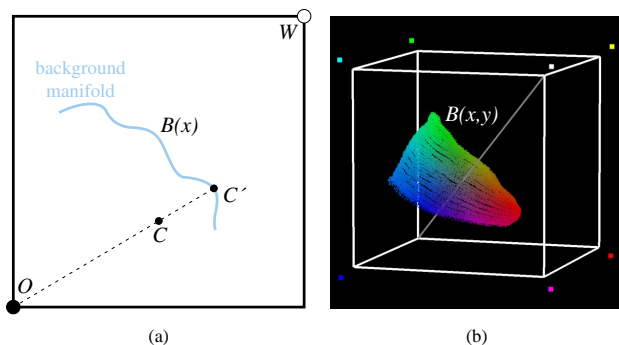 W
background
manifold
B(x)
C′
C
O
(a)
B(x,y)
(b)